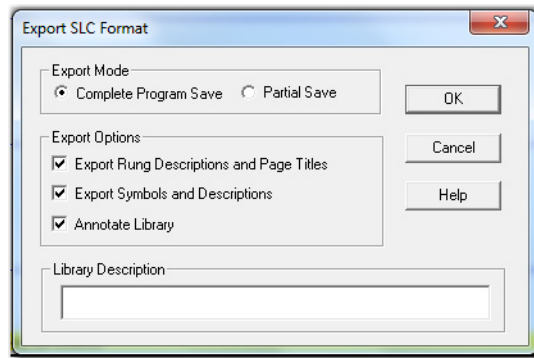 Export SLC Format
Export Mode
Complete Program Save Partial Save
OK
Export Options
Export Rung Descriptions and Page Titles
Cancel
Export Symbols and Descriptions
Help
Annotate Library
Library Description